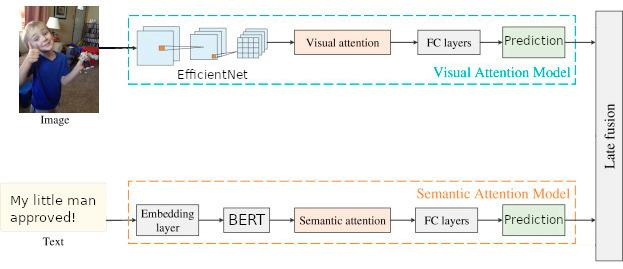 EfficientNet
Visual attention
FC layers
Prediction
Visual Attention Model
Image
Late fusion
Semantic Attention Model
My little man
approved!
Embedding
layer
BERT
Semantic attention
FC layers
Prediction
Text